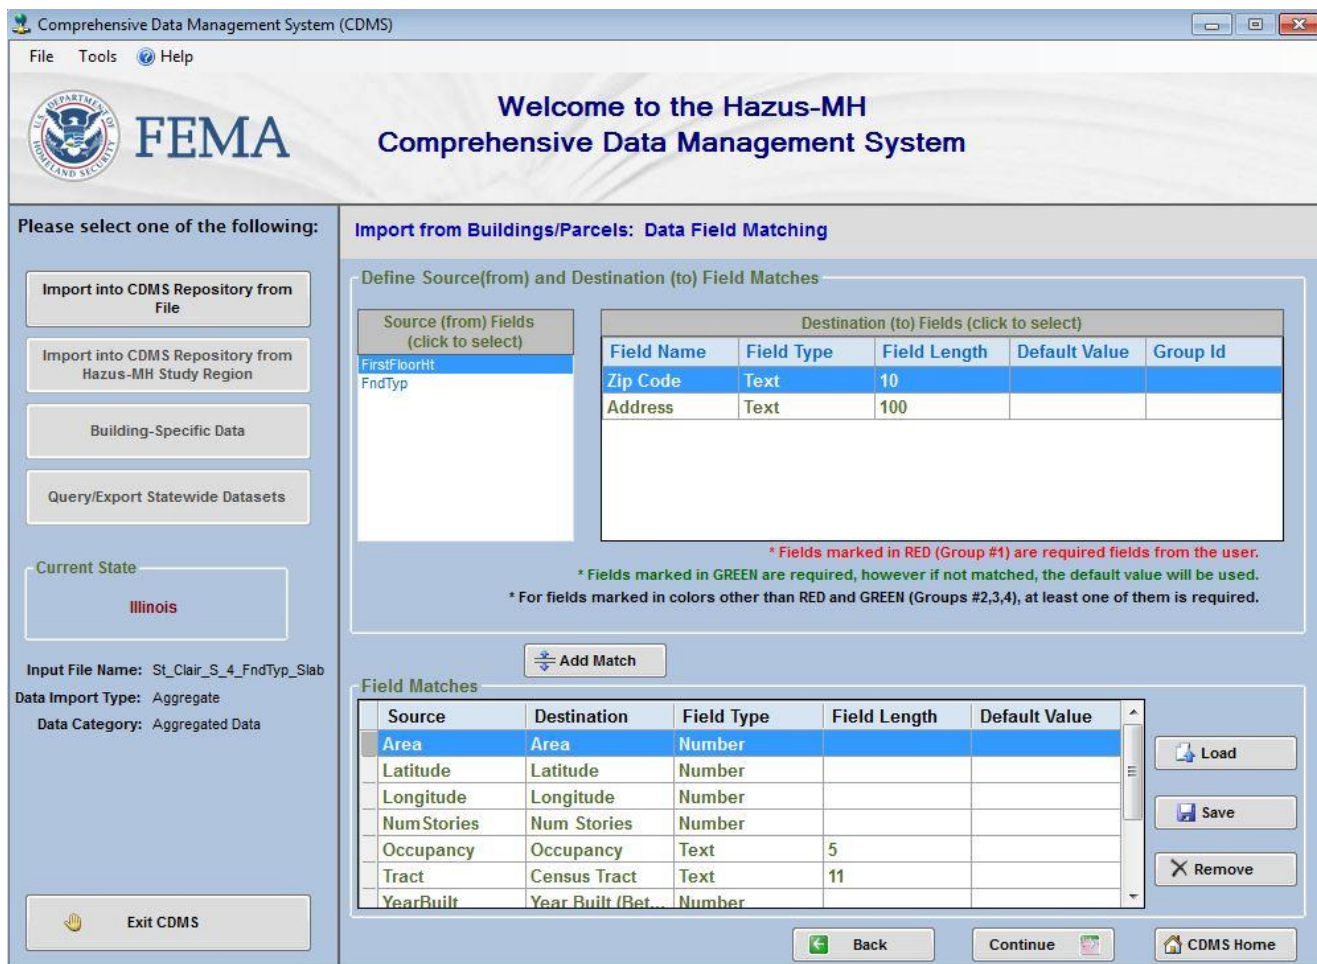 Comprehensive Data Management System (CDMS)
File Tools Help
U.S. DEPARTMENT OF HOMELAND SECURITY
FEMA
Welcome to the Hazus-MH
Comprehensive Data Management System
Please select one of the following:
Import into CDMS Repository from
File
Import into CDMS Repository from
Hazus-MH Study Region
Building-Specific Data
Query/Export Statewide Datasets
Current State
Illinois
Input File Name: St_Clair_S_4_FndTyp_Slab
Data Import Type: Aggregate
Data Category: Aggregated Data
Exit CDMS
Import from Buildings/Parcels: Data Field Matching
Define Source(from) and Destination (to) Field Matches
Source (from) Fields
(click to select)
FirstFloorHt
FndTyp
Destination (to) Fields (click to select)
Field Name Field Type Field Length Default Value Group Id
Zip Code Text 10
Address Text 100
* Fields marked in RED (Group #1) are required fields from the user.
* Fields marked in GREEN are required, however if not matched, the default value will be used.
* For fields marked in colors other than RED and GREEN (Groups #2,3,4), at least one of them is required.
Add Match
Field Matches
Source Destination Field Type Field Length Default Value
Area Area Number
Latitude Latitude Number
Longitude Longitude Number
NumStories Num Stories Number
Occupancy Occupancy Text 5
Tract Census Tract Text 11
YearBuilt Year Built (Bet... Number
Load
Save
Remove
Back Continue CDMS Home